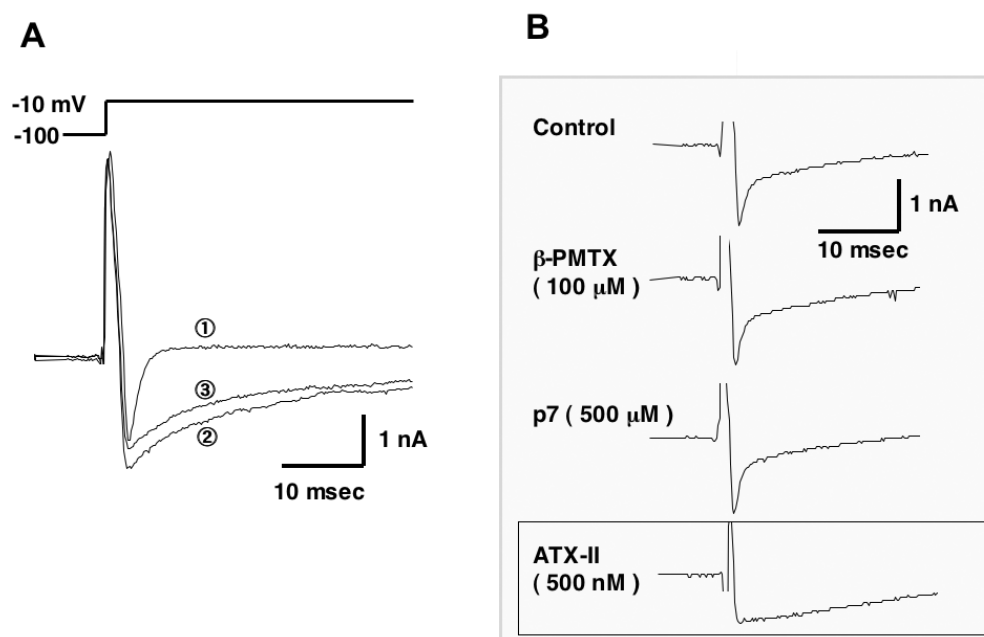 A
-10 mV
-100
①
③
②
1 nA
10 msec
B
Control
1 nA
10 msec
β-PMTX
( 100 μM )
p7 ( 500 μM )
ATX-II
( 500 nM )